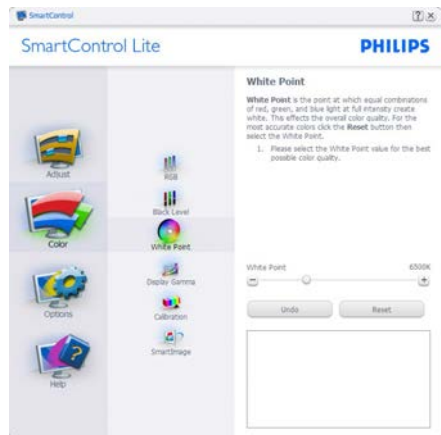 SmartControl
SmartControl Lite
PHILIPS
Adjust
Color
Options
Help
RGB
Black Level
White Point
Display Gamma
Calibration
SmartImage
White Point
White Point is the point at which equal combinations
of red, green, and blue light at full intensity create
white. This effects the overall color quality. For the
most accurate colors click the Reset button then
select the White Point.
1. Please select the White Point value for the best
possible color quality.
White Point 6500K
Undo Reset